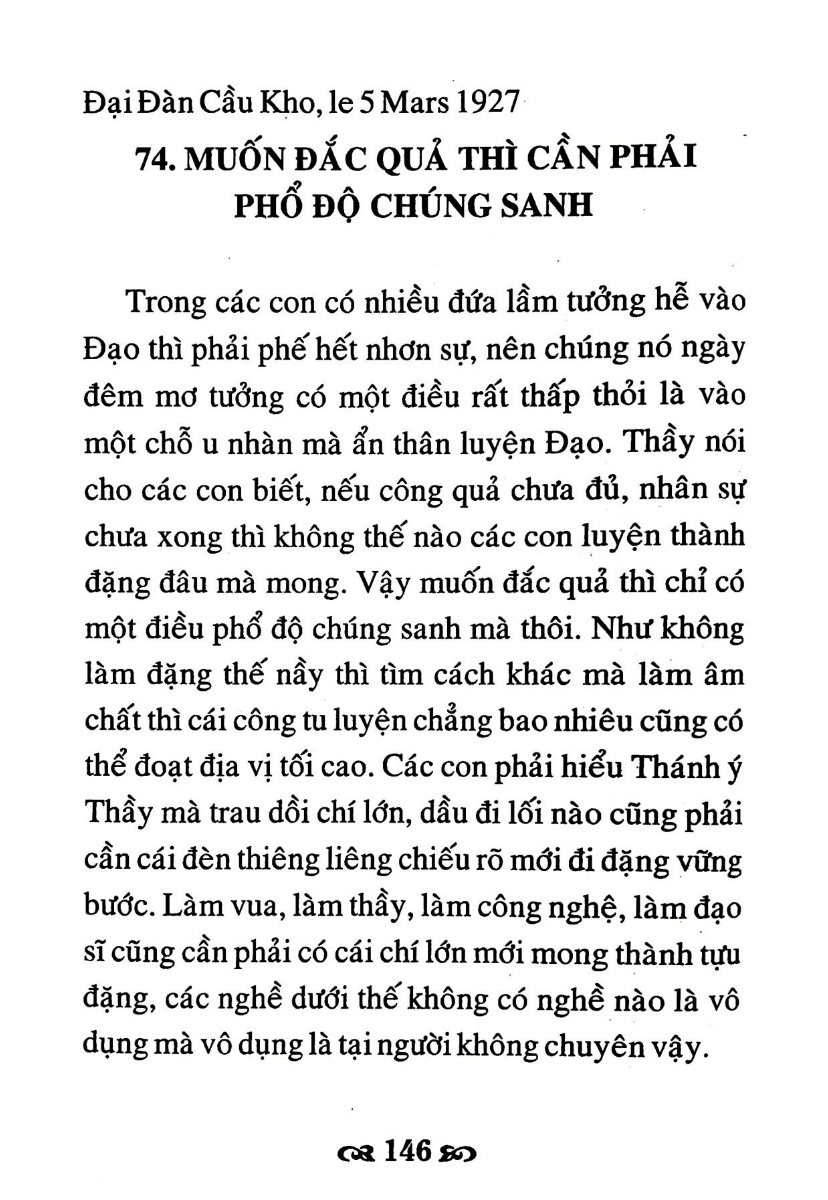 Đại Đàn Cầu Kho, le 5 Mars 1927
74. MUỐN ĐẮC QUẢ THÌ CẦN PHẢI
PHỔ ĐỘ CHÚNG SANH
Trong các con có nhiều đứa lầm tưởng hễ vào
Đạo thì phải phế hết nhơn sự, nên chúng nó ngày
đêm mơ tưởng có một điều rất thấp thỏi là vào
một chỗ u nhàn mà ẩn thân luyện Đạo. Thầy nói
cho các con biết, nếu công quả chưa đủ, nhân sự
chưa xong thì không thế nào các con luyện thành
đặng đâu mà mong. Vậy muốn đắc quả thì chỉ có
một điều phổ độ chúng sanh mà thôi. Như không
làm đặng thế nầy thì tìm cách khác mà làm âm
chất thì cái công tu luyện chẳng bao nhiêu cũng có
thể đoạt địa vị tối cao. Các con phải hiểu Thánh ý
Thầy mà trau dồi chí lớn, dầu đi lối nào cũng phải
cần cái đèn thiêng liêng chiếu rõ mới đi đặng vững
bước. Làm vua, làm thầy, làm công nghệ, làm đạo
sĩ cũng cần phải có cái chí lớn mới mong thành tựu
đặng, các nghề dưới thế không có nghề nào là vô
dụng mà vô dụng là tại người không chuyên vậy.
146